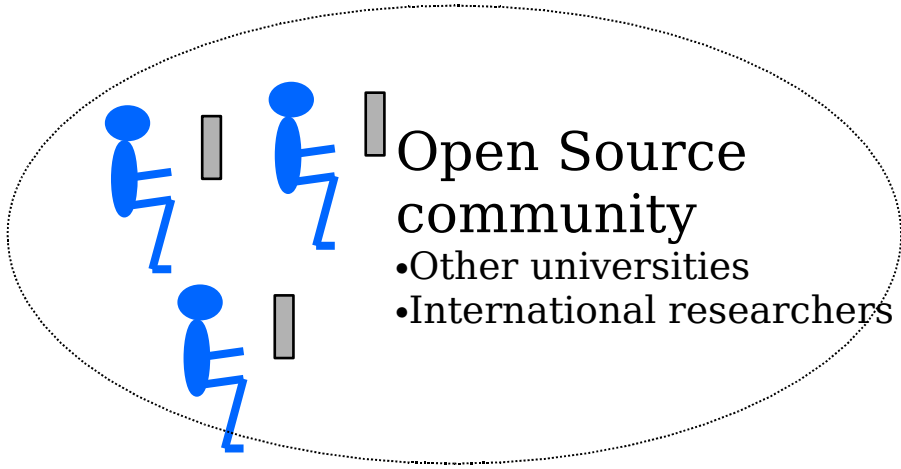 Open Source
community
•Other universities
•International researchers